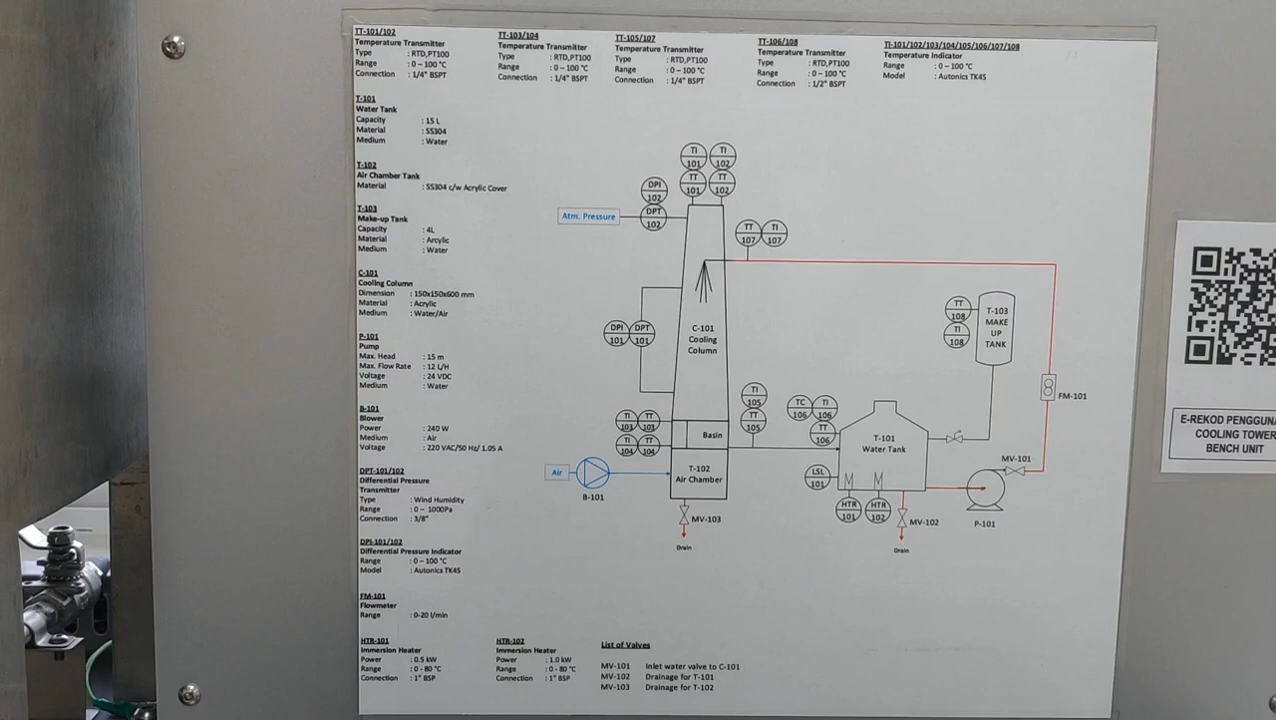 TT-101/102
Temperature Transmitter
Type : RTD,PT100
Range : 0 – 100 °C
Connection : 1/4" BSPT
TT-103/104
Temperature Transmitter
Type : RTD,PT100
Range : 0 – 100 °C
Connection : 1/4" BSPT
TT-105/107
Temperature Transmitter
Type : RTD,PT100
Range : 0 – 100 °C
Connection : 1/4" BSPT
TT-106/108
Temperature Transmitter
Type : RTD,PT100
Range : 0 – 100 °C
Connection : 1/2" BSPT
TI-101/102/103/104/105/106/107/108
Temperature Indicator
Range : 0 – 100 °C
Model : Autonics TK4S
T-101
Water Tank
Capacity : 15 L
Material : SS304
Medium : Water
T-102
Air Chamber Tank
Material : SS304 c/w Acrylic Cover
T-103
Make-up Tank
Capacity : 4L
Material : Arcylic
Medium : Water
C-101
Cooling Column
Dimension : 150x150x600 mm
Material : Acrylic
Medium : Water/Air
P-101
Pump
Max. Head : 15 m
Max. Flow Rate : 12 L/H
Voltage : 24 VDC
Medium : Water
B-101
Blower
Power : 240 W
Medium : Air
Voltage : 220 VAC/50 Hz/ 1.05 A
DPT-101/102
Differential Pressure
Transmitter
Type : Wind Humidity
Range : 0 – 1000Pa
Connection : 3/8"
DPI-101/102
Differential Pressure Indicator
Range : 0 – 100 °C
Model : Autonics TK4S
FM-101
Flowmeter
Range : 0-20 l/min
HTR-101
Immersion Heater
Power : 0.5 kW
Range : 0 - 80 °C
Connection : 1" BSP
HTR-102
Immersion Heater
Power : 1.0 kW
Range : 0 - 80 °C
Connection : 1" BSP
List of Valves
MV-101 Inlet water valve to C-101
MV-102 Drainage for T-101
MV-103 Drainage for T-102
TI
101
TI
102
TT
101
TT
102
DPI
102
DPT
102
Atm. Pressure
TT
107
TI
107
DPI
101
DPT
101
C-101
Cooling
Column
TT
108
TI
108
T-103
MAKE
UP
TANK
FM-101
TI
105
TT
105
TC
106
TI
106
TT
106
TI
103
TT
103
TI
104
TT
104
Basin
T-101
Water Tank
T-102
Air Chamber
Air
B-101
LSL
101
HTR
101
HTR
102
MV-101
P-101
MV-103
Drain
MV-102
Drain
E-REKOD PENGGUNA
COOLING TOWER
BENCH UNIT